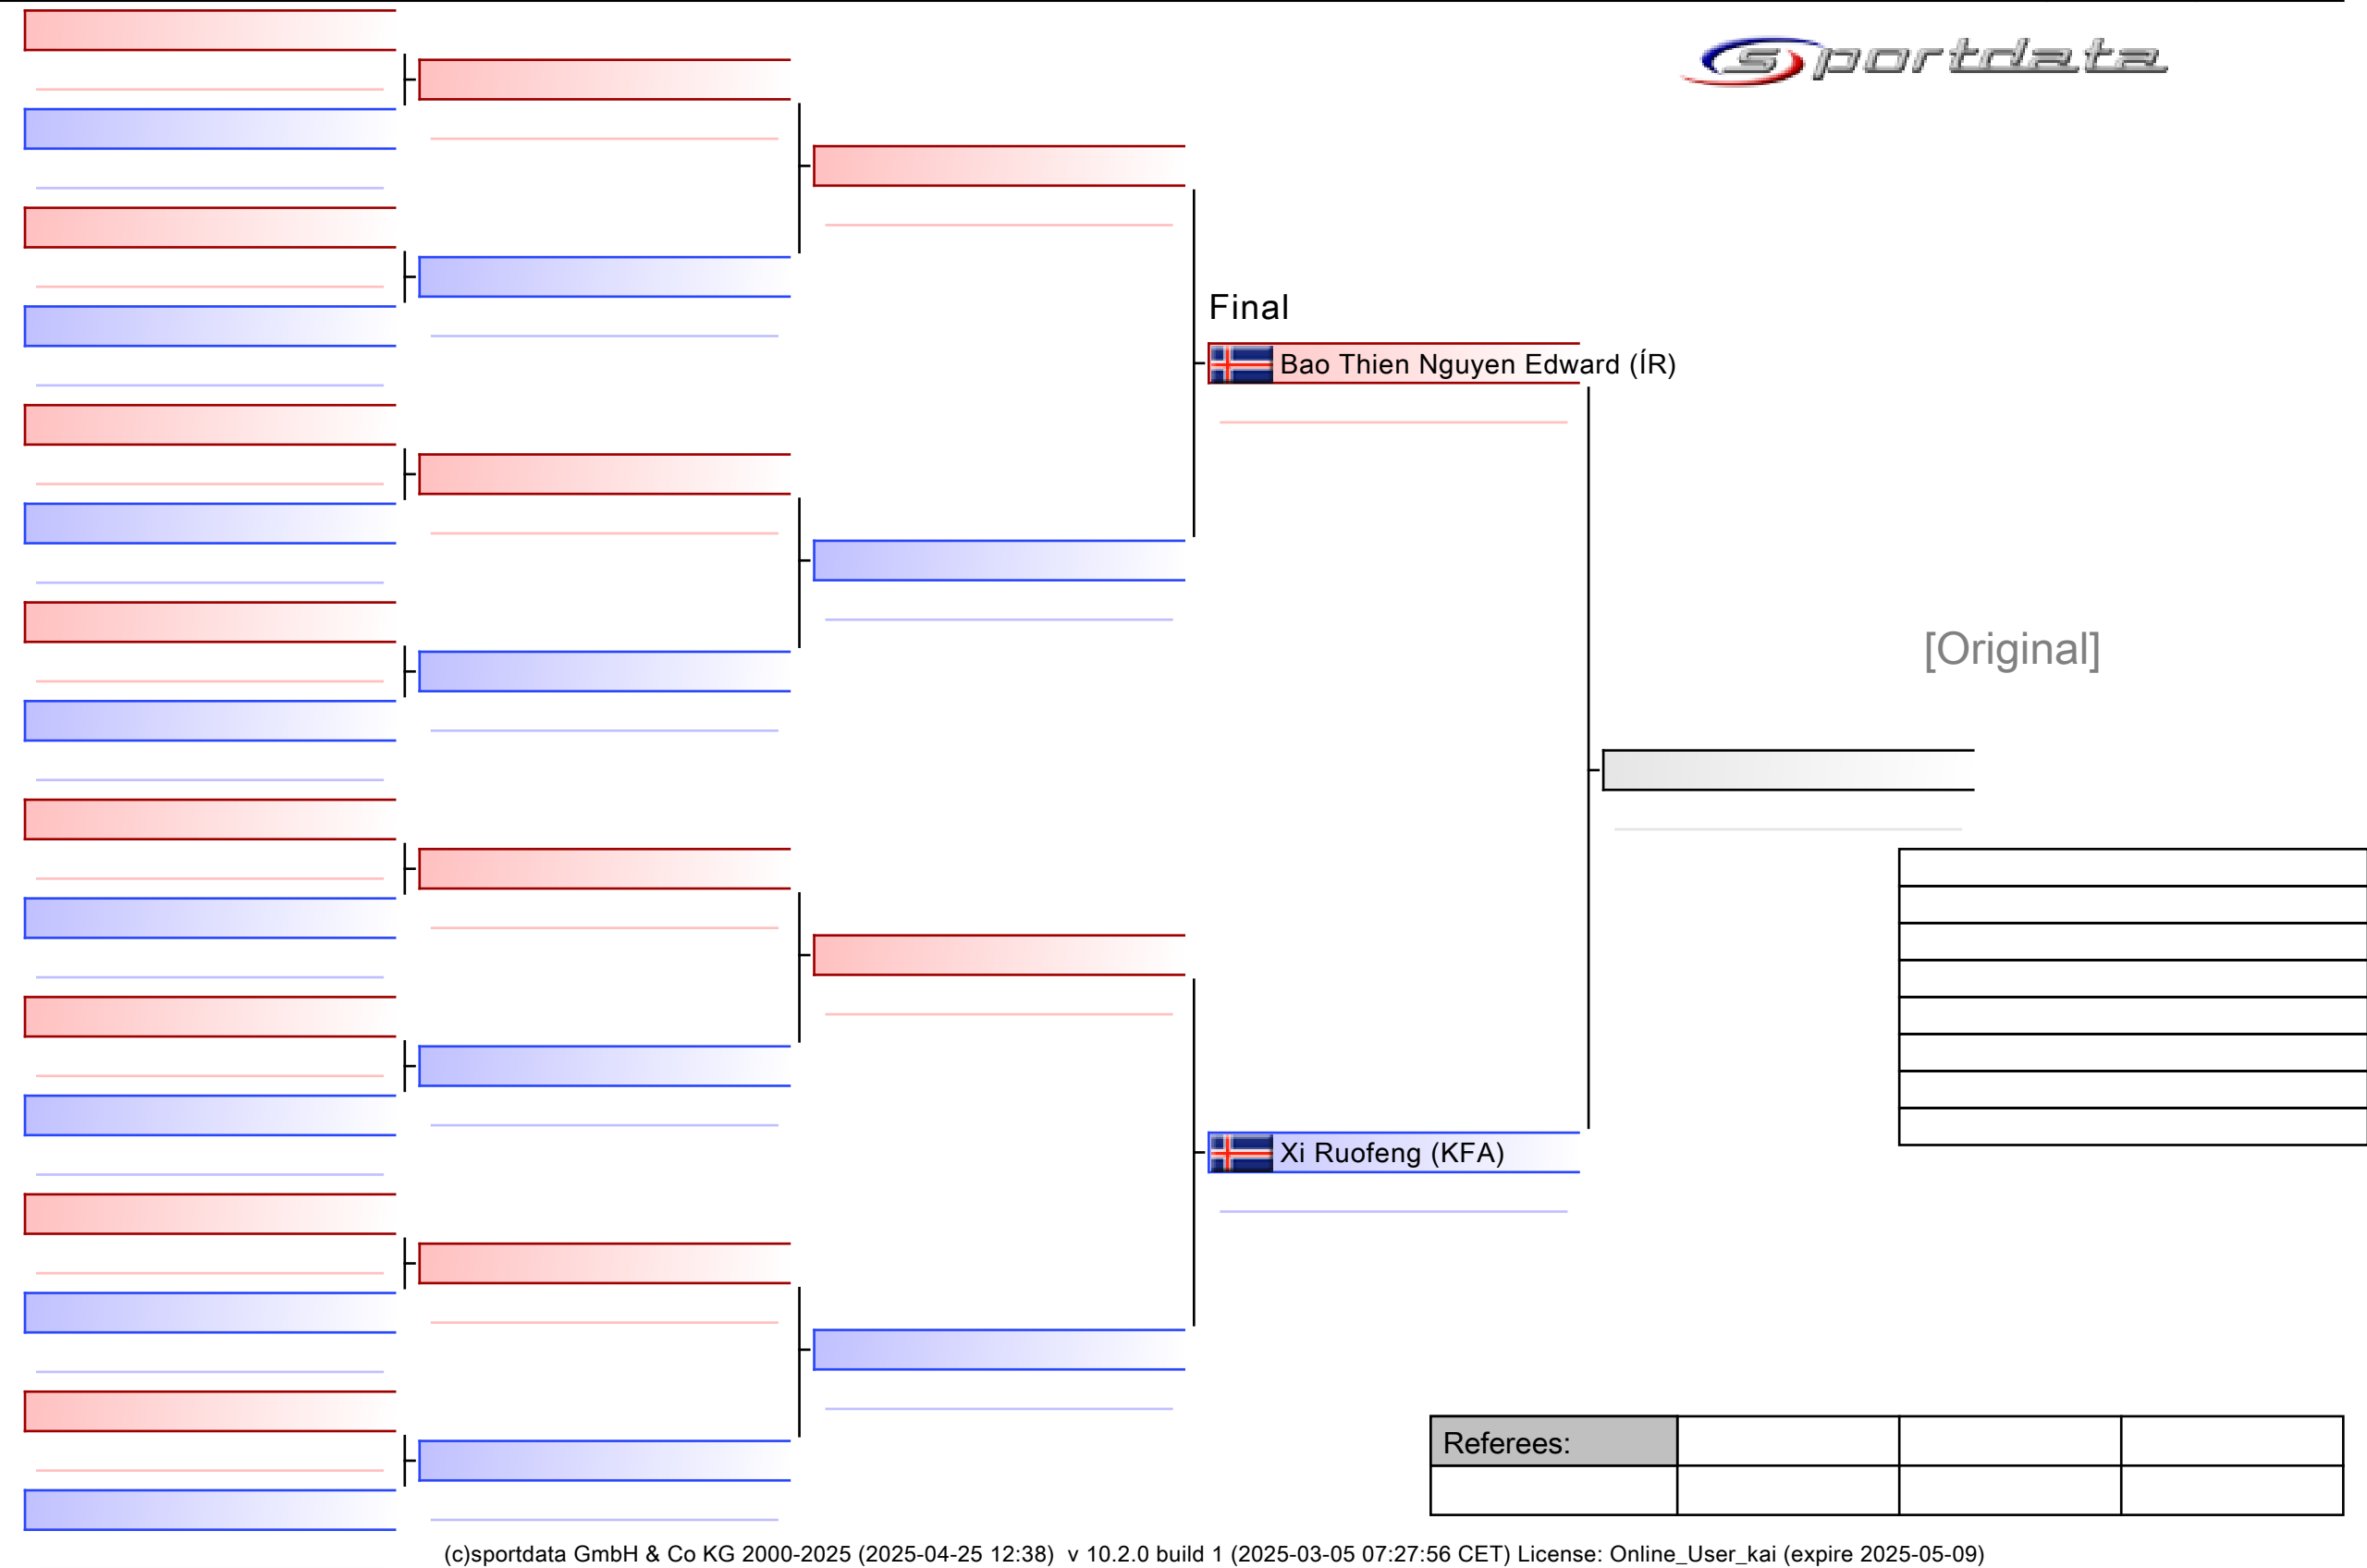 sportdata
Final
Bao Thien Nguyen Edward (ÍR)
[Original]
Xi Ruofeng (KFA)
Referees:
(c)sportdata GmbH & Co KG 2000-2025 (2025-04-25 12:38)  v 10.2.0 build 1 (2025-03-05 07:27:56 CET) License: Online_User_kai (expire 2025-05-09)